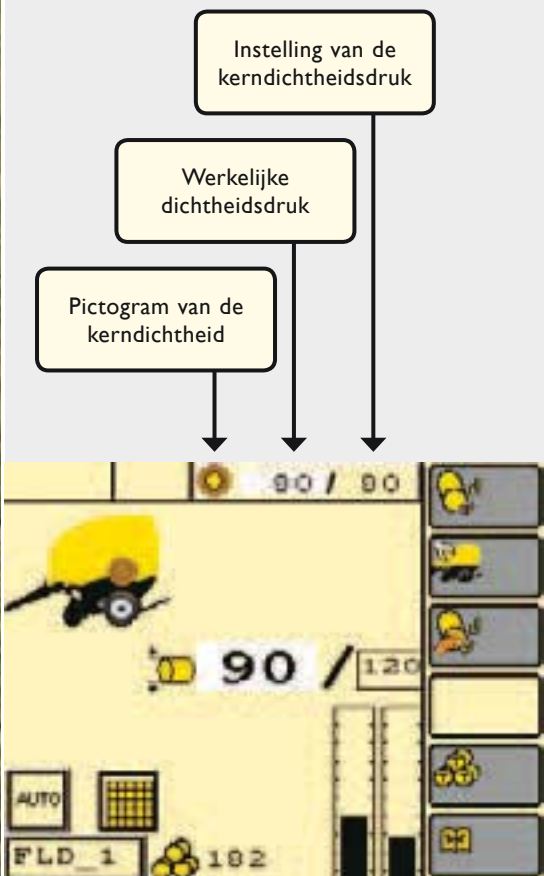 Instelling van de
kerndichtheidsdruk
Werkelijke
dichtheidsdruk
Pictogram van de
kerndichtheid
90 / 90
90 / 120
AUTO
FLD_1 182